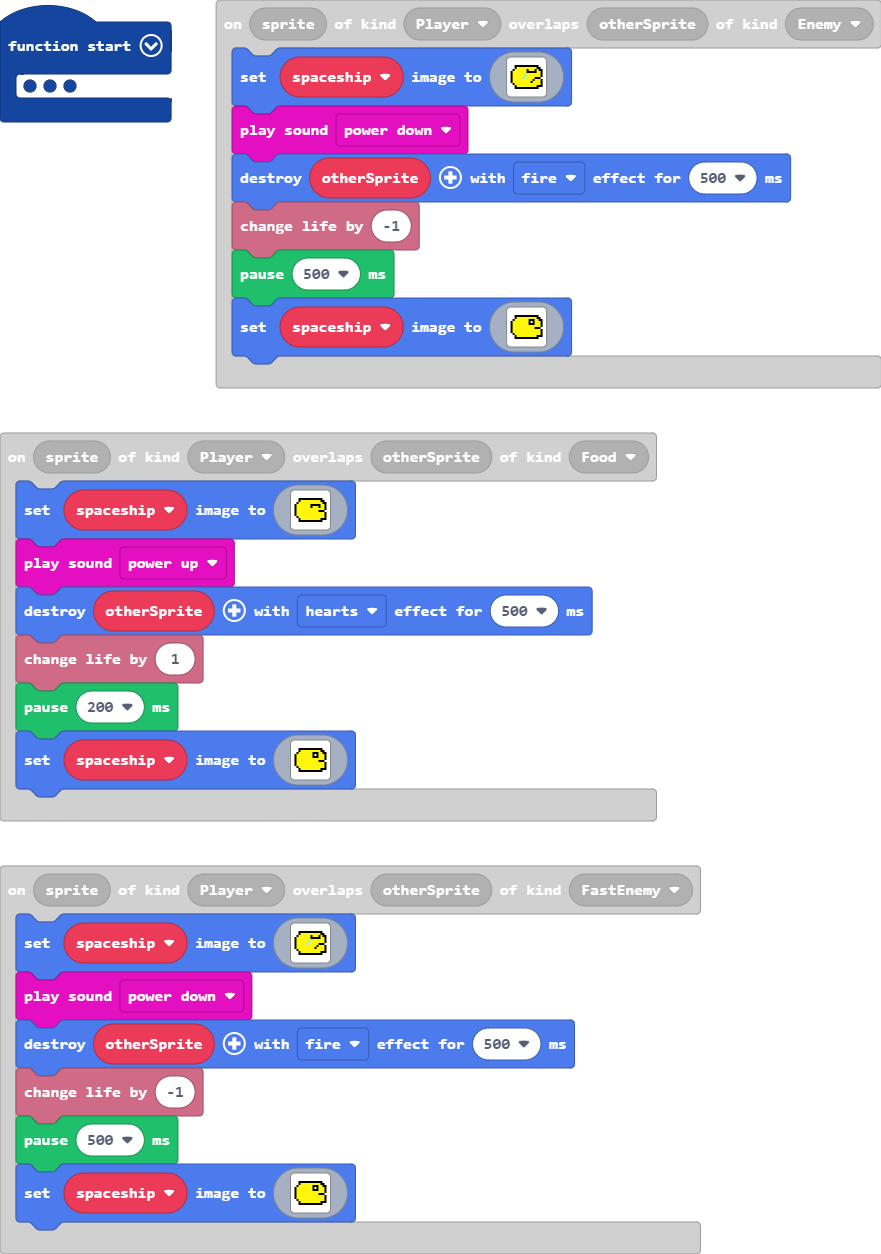 function start
on sprite of kind Player overlaps otherSprite of kind Enemy
set spaceship image to
play sound power down
destroy otherSprite with fire effect for 500 ms
change life by -1
pause 500 ms
set spaceship image to
on sprite of kind Player overlaps otherSprite of kind Food
set spaceship image to
play sound power up
destroy otherSprite with hearts effect for 500 ms
change life by 1
pause 200 ms
set spaceship image to
on sprite of kind Player overlaps otherSprite of kind FastEnemy
set spaceship image to
play sound power down
destroy otherSprite with fire effect for 500 ms
change life by -1
pause 500 ms
set spaceship image to